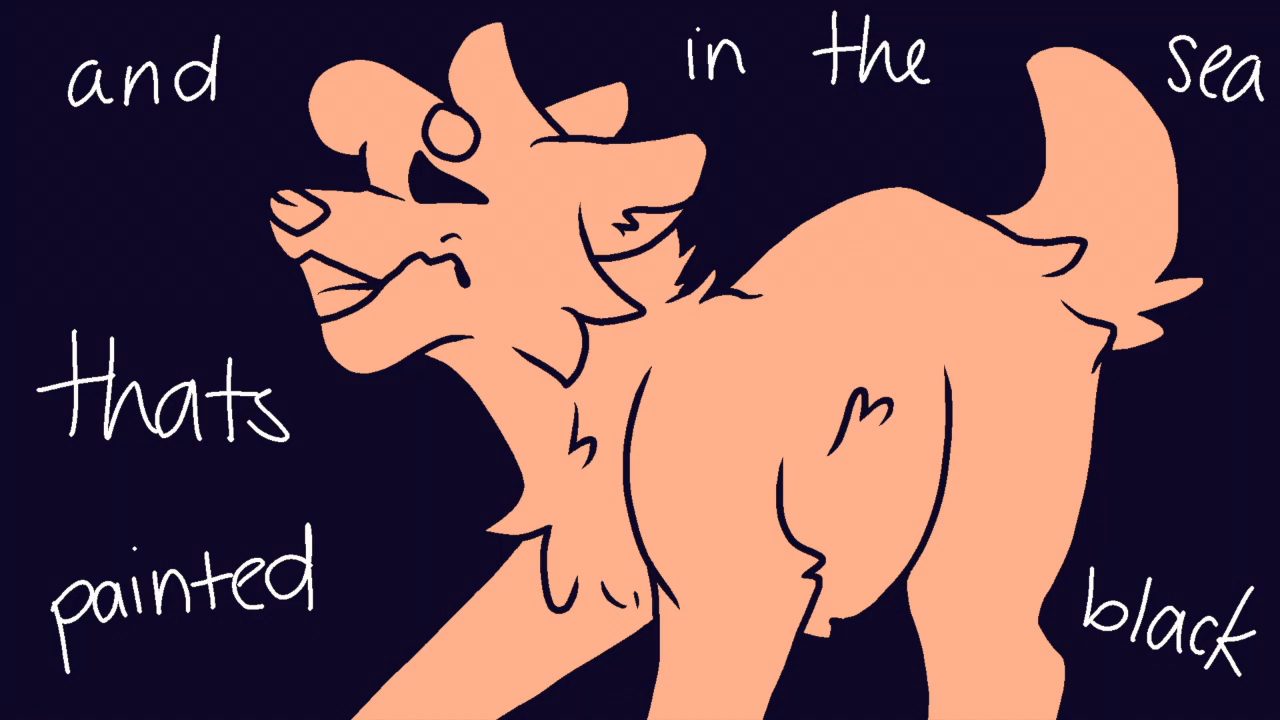 and in the sea
thats
painted black